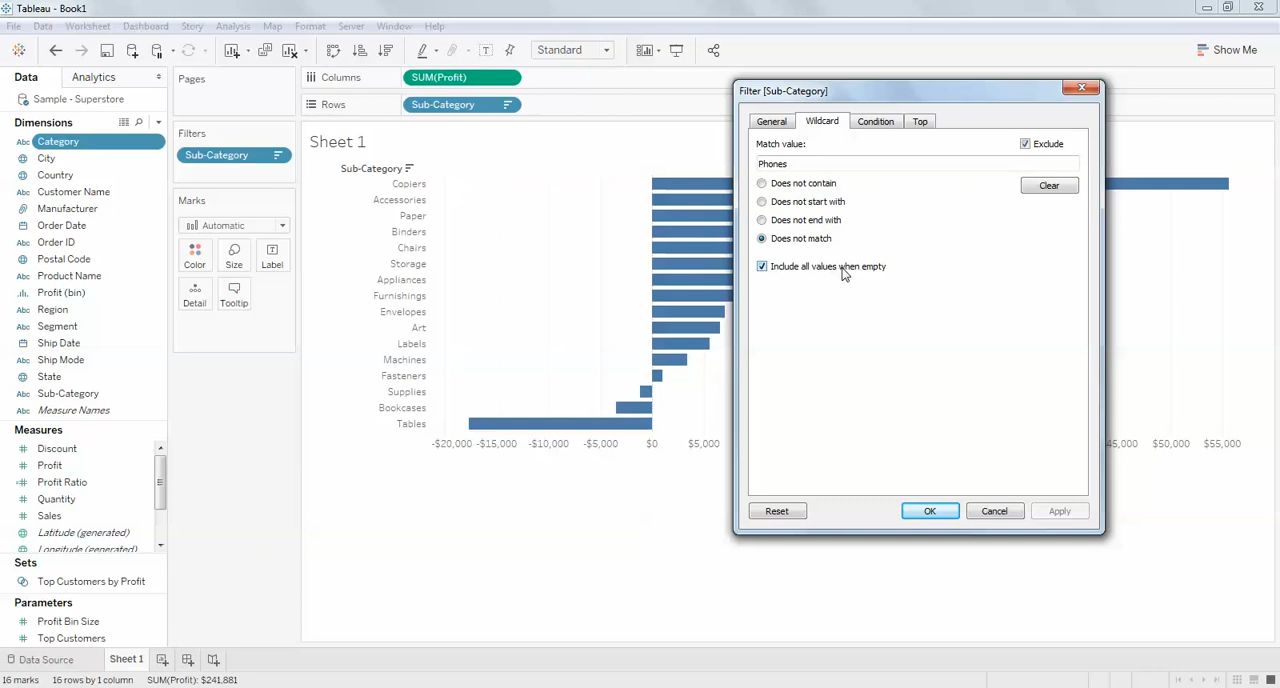 Tableau - Book1
File Data Worksheet Dashboard Story Analysis Map Format Server Window Help
Standard
Show Me
Data Analytics
Sample - Superstore
Dimensions
Abc Category
City
Country
Abc Customer Name
Manufacturer
Order Date
Abc Order ID
Postal Code
Abc Product Name
Profit (bin)
Abc Region
Abc Segment
Ship Date
Abc Ship Mode
State
Abc Sub-Category
Abc Measure Names
Measures
# Discount
# Profit
# Profit Ratio
# Quantity
# Sales
Latitude (generated)
Longitude (generated)
Sets
Top Customers by Profit
Parameters
# Profit Bin Size
# Top Customers
Pages
Filters
Sub-Category
Marks
Automatic
Color Size Label
Detail Tooltip
Columns SUM(Profit)
Rows Sub-Category
Sheet 1
Sub-Category
Copiers
Accessories
Paper
Binders
Chairs
Storage
Appliances
Furnishings
Envelopes
Art
Labels
Machines
Fasteners
Supplies
Bookcases
Tables
-$20,000 -$15,000 -$10,000 -$5,000 $0 $5,000 45,000 $50,000 $55,000
Filter [Sub-Category]
General Wildcard Condition Top
Match value: Exclude
Phones
Does not contain
Clear
Does not start with
Does not end with
Does not match
Include all values when empty
Reset OK Cancel Apply
Data Source Sheet 1
16 marks 16 rows by 1 column SUM(Profit): $241,881